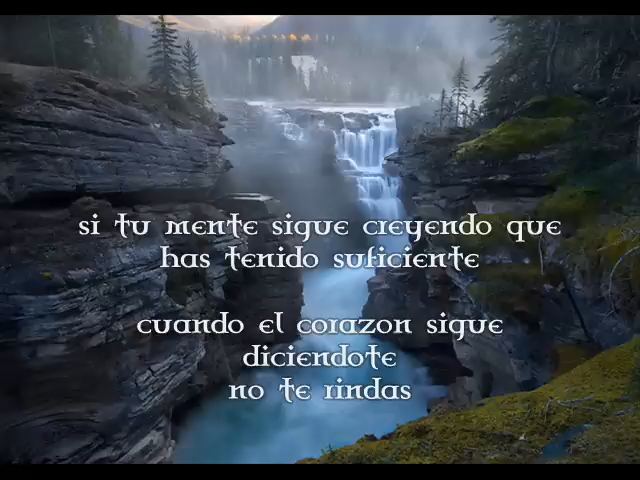 si tu mente sigue creyendo que
has tenido suficiente
cuando el corazon sigue
diciendote
no te rindas